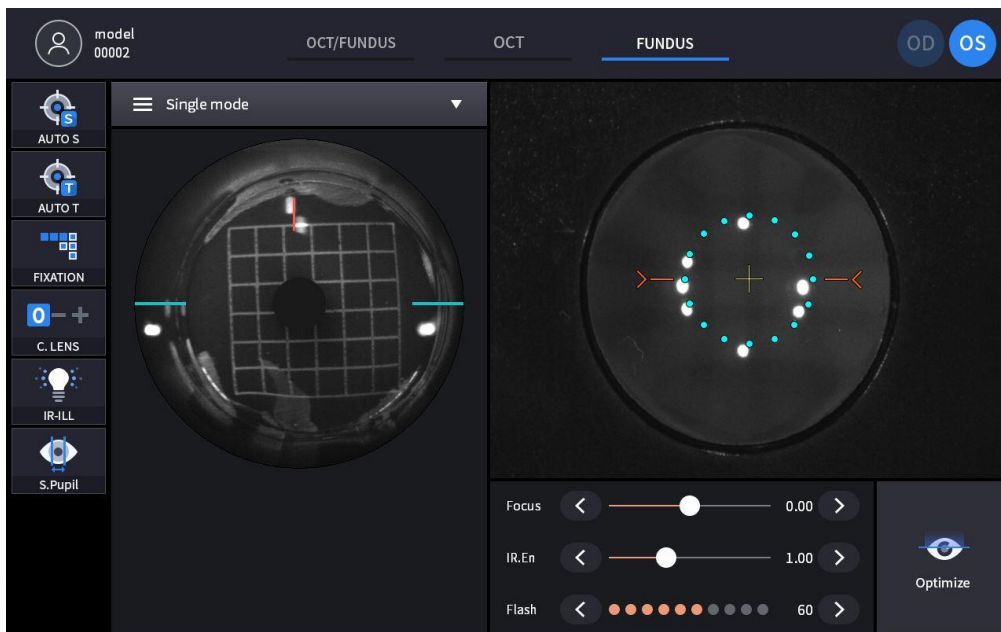 model
00002
OCT/FUNDUS
OCT
FUNDUS
OD
OS
S
AUTO S
T
AUTO T
FIXATION
0 - +
C. LENS
IR-ILL
S.Pupil
Single mode
Focus
0.00
IR.En
1.00
Flash
60
Optimize